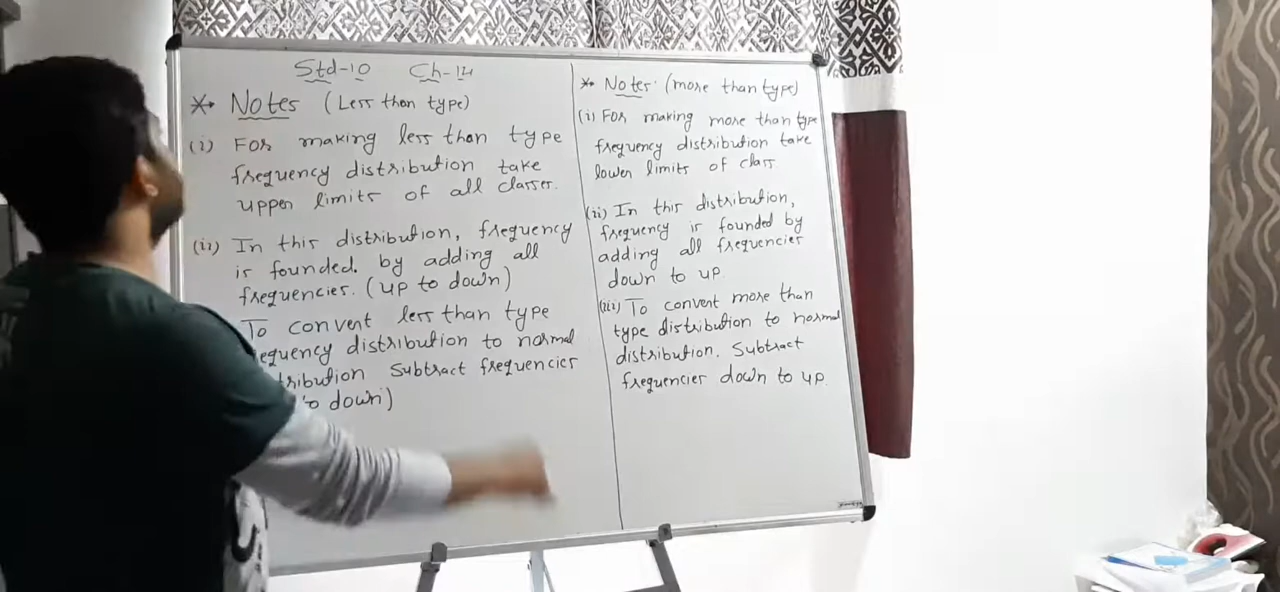 Std-10 Ch-14
* Notes (Less than type)
(i) For making less than type
frequency distribution take
upper limits of all classes.
(ii) In this distribution, frequency
is founded. by adding all
frequencies. (up to down)
To convert less than type
equency distribution to normal
tribution Subtract frequencies
to down)
* Notes: (more than type)
(i) For making more than type
frequency distribution take
lower limits of class
(ii) In this distribution,
frequency is founded by
adding all frequencies
down to up.
(iii) To convert more than
type distribution to normal
distribution. Subtract
frequencies down to up.